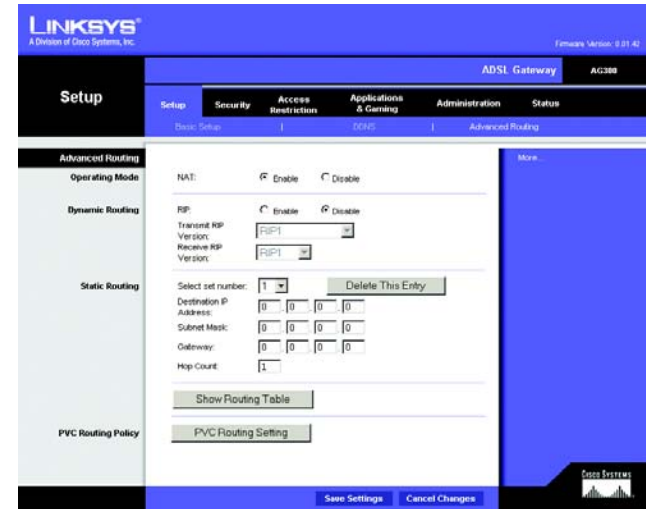 LINKSYS®
A Division of Cisco Systems, Inc.
Firmware Version: 0.01.42
ADSL Gateway AG300
Setup
Setup Security Access Restriction Applications & Gaming Administration Status
Basic Setup | DDNS | Advanced Routing
Advanced Routing
More...
Operating Mode NAT: Enable Disable
Dynamic Routing RIP: Enable Disable
Transmit RIP Version: RIP1
Receive RIP Version: RIP1
Static Routing Select set number: 1 Delete This Entry
Destination IP Address: 0 . 0 . 0 . 0
Subnet Mask: 0 . 0 . 0 . 0
Gateway: 0 . 0 . 0 . 0
Hop Count: 1
Show Routing Table
PVC Routing Policy PVC Routing Setting
Save Settings Cancel Changes
CISCO SYSTEMS